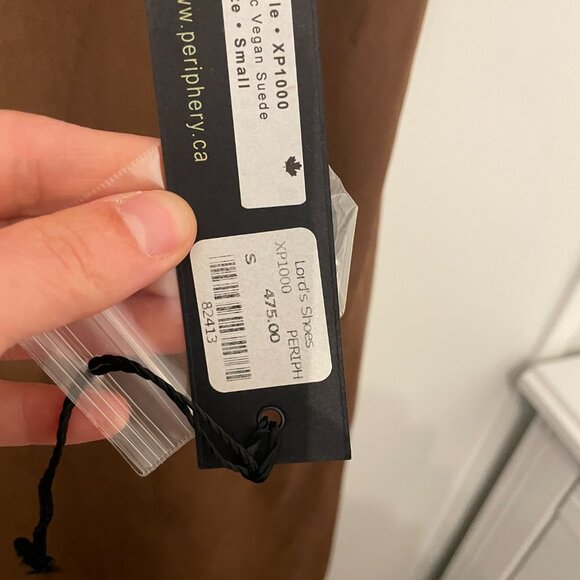 le • XP1000
c Vegan Suede
e • Small
www.periphery.ca
Lord's Shoes
XP1000 PERIPH
475.00
S
82413